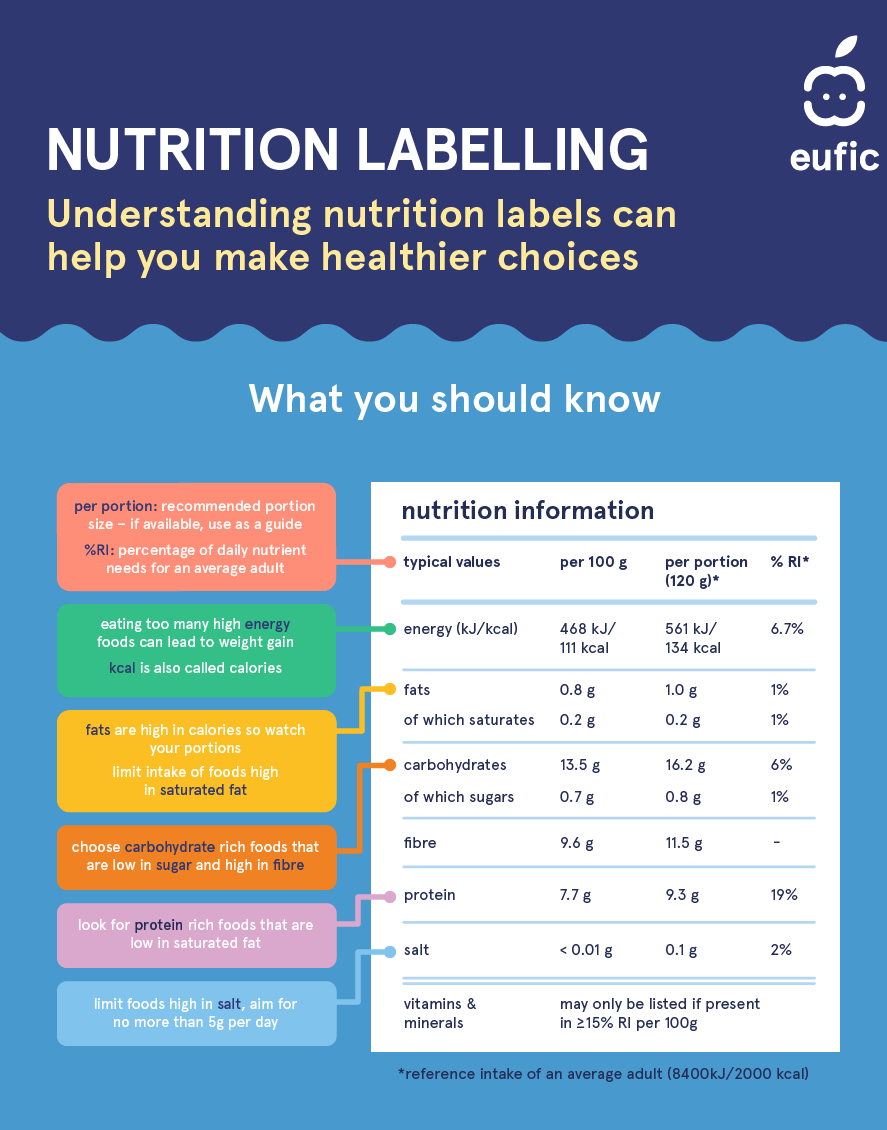 eufic
NUTRITION LABELLING
Understanding nutrition labels can
help you make healthier choices
What you should know
per portion: recommended portion
size – if available, use as a guide
%RI: percentage of daily nutrient
needs for an average adult
eating too many high energy
foods can lead to weight gain
kcal is also called calories
fats are high in calories so watch
your portions
limit intake of foods high
in saturated fat
choose carbohydrate rich foods that
are low in sugar and high in fibre
look for protein rich foods that are
low in saturated fat
limit foods high in salt, aim for
no more than 5g per day
nutrition information
typical values per 100 g per portion % RI*
(120 g)*
energy (kJ/kcal) 468 kJ/ 561 kJ/ 6.7%
111 kcal 134 kcal
fats 0.8 g 1.0 g 1%
of which saturates 0.2 g 0.2 g 1%
carbohydrates 13.5 g 16.2 g 6%
of which sugars 0.7 g 0.8 g 1%
fibre 9.6 g 11.5 g -
protein 7.7 g 9.3 g 19%
salt < 0.01 g 0.1 g 2%
vitamins & may only be listed if present
minerals in ≥15% RI per 100g
*reference intake of an average adult (8400kJ/2000 kcal)